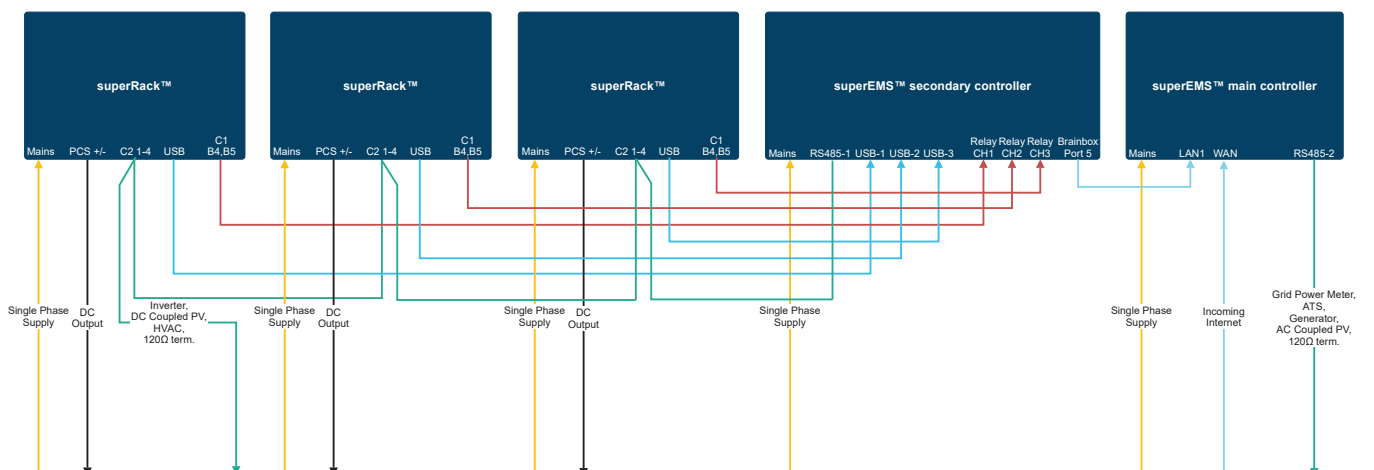 superRack™
superRack™
superRack™
superEMS™ secondary controller
superEMS™ main controller
Mains
PCS +/-
C2 1-4
USB
C1
B4,B5
Mains
PCS +/-
C2 1-4
USB
C1
B4,B5
Mains
PCS +/-
C2 1-4
USB
C1
B4,B5
Mains
RS485-1
USB-1
USB-2
USB-3
Relay
CH1
Relay
CH2
Relay
CH3
Brainbox
Port 5
Mains
LAN1
WAN
RS485-2
Single Phase
Supply
DC
Output
Inverter,
DC Coupled PV,
HVAC,
120Ω term.
Single Phase
Supply
DC
Output
Single Phase
Supply
DC
Output
Single Phase
Supply
Single Phase
Supply
Incoming
Internet
Grid Power Meter,
ATS,
Generator,
AC Coupled PV,
120Ω term.